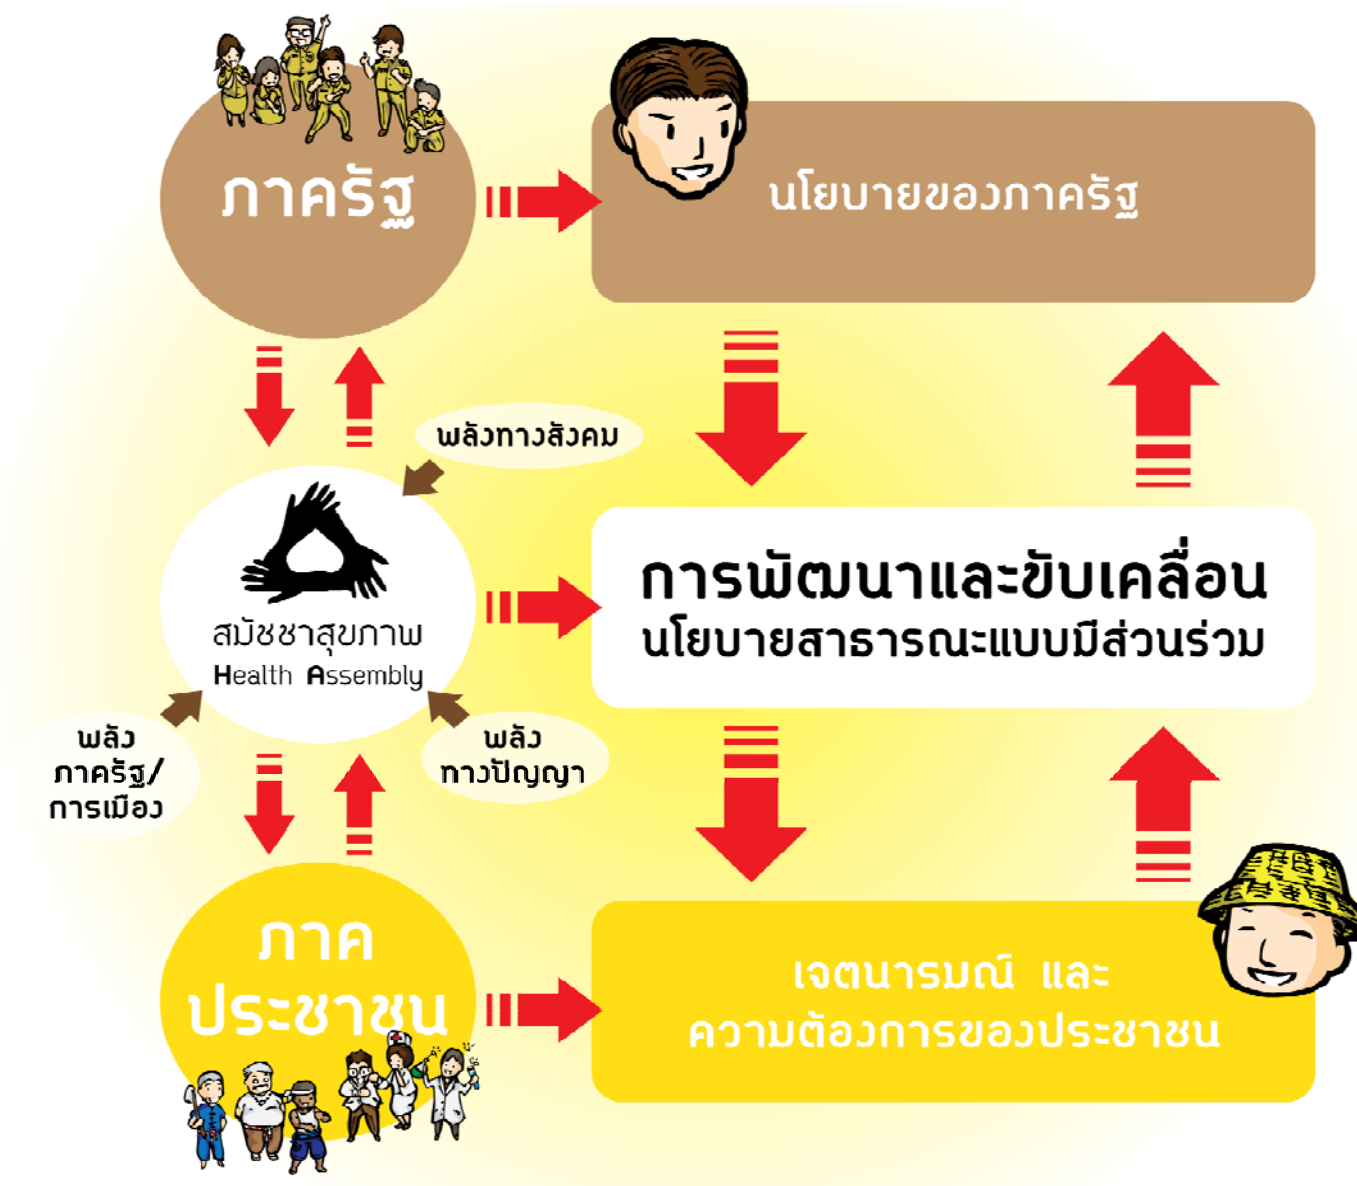 ภาครัฐ
นโยบายของภาครัฐ
พลังทางสังคม
สมัชชาสุขภาพ
Health Assembly
การพัฒนาและขับเคลื่อน
นโยบายสาธารณะแบบมีส่วนร่วม
พลัง
ภาครัฐ/
การเมือง
พลัง
ทางปัญญา
ภาค
ประชาชน
เจตนารมณ์ และ
ความต้องการของประชาชน